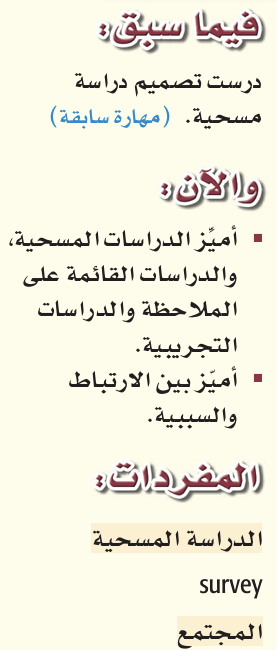 فيما سبق:
درست تصميم دراسة
مسحية. (مهارة سابقة)
والآن:
▪ أميِّز الدراسات المسحية،
والدراسات القائمة على
الملاحظة والدراسات
التجريبية.
▪ أميّز بين الارتباط
والسببية.
المفردات:
الدراسة المسحية
survey
المجتمع